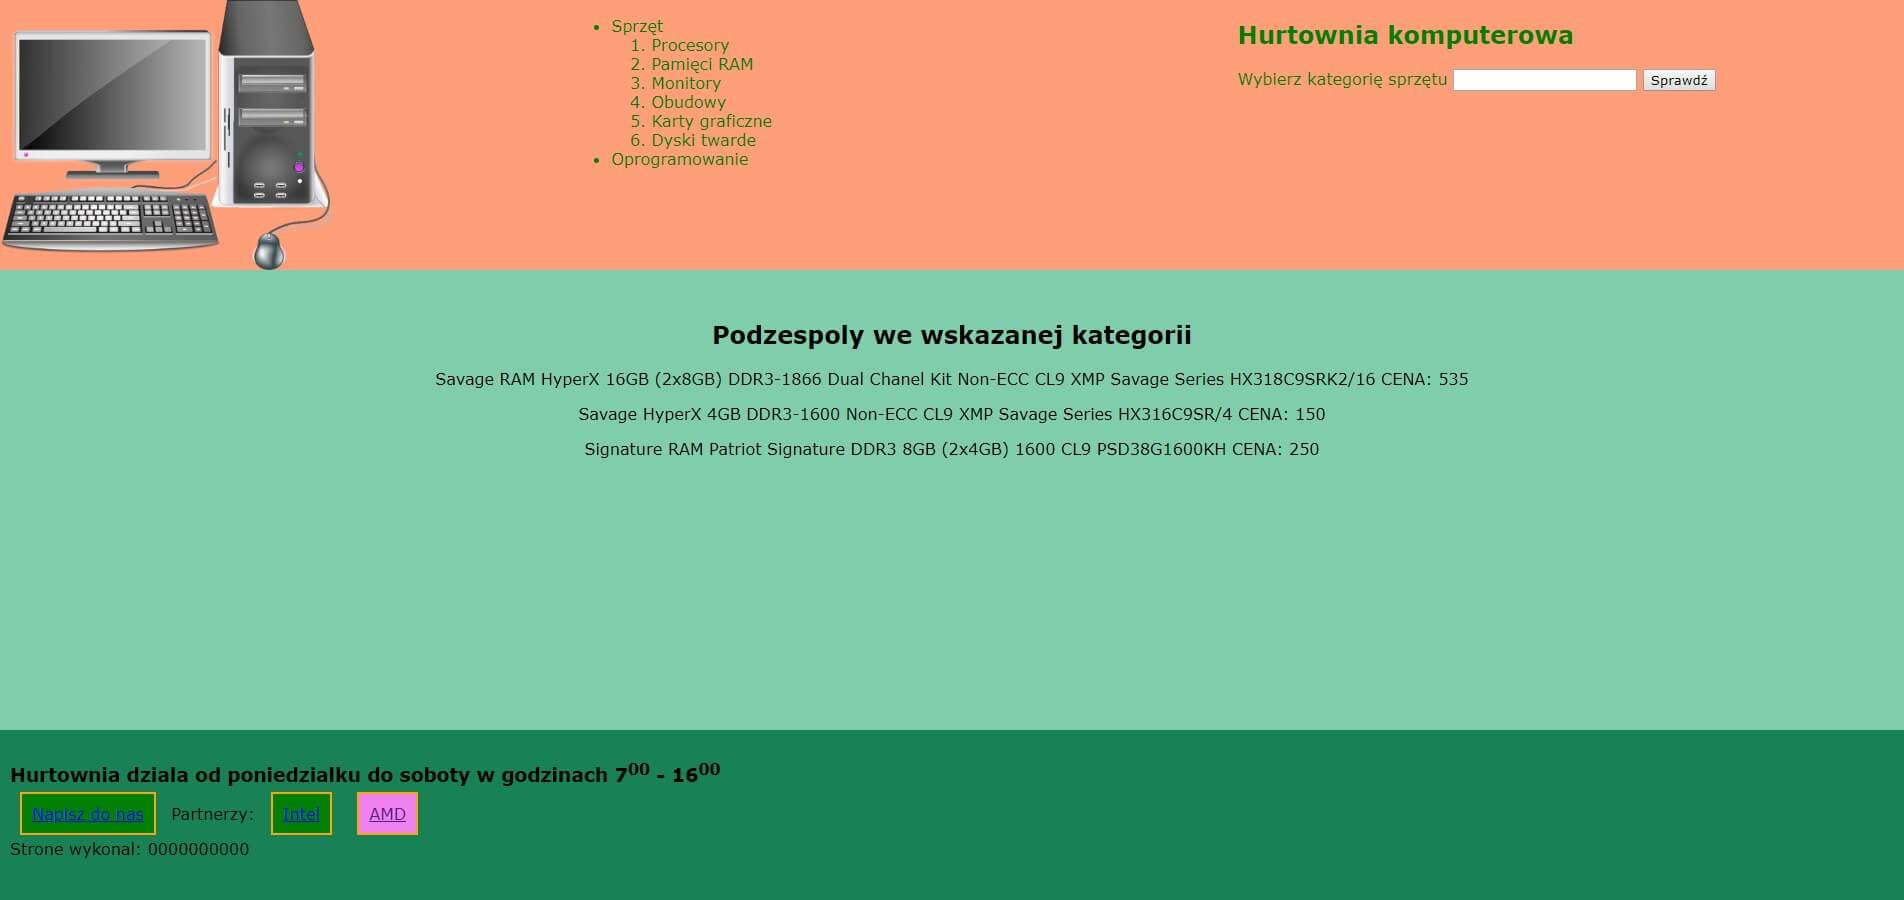 • Sprzęt
1. Procesory
2. Pamięci RAM
3. Monitory
4. Obudowy
5. Karty graficzne
6. Dyski twarde
• Oprogramowanie
Hurtownia komputerowa
Wybierz kategorię sprzętu Sprawdź
Podzespoly we wskazanej kategorii
Savage RAM HyperX 16GB (2x8GB) DDR3-1866 Dual Chanel Kit Non-ECC CL9 XMP Savage Series HX318C9SRK2/16 CENA: 535
Savage HyperX 4GB DDR3-1600 Non-ECC CL9 XMP Savage Series HX316C9SR/4 CENA: 150
Signature RAM Patriot Signature DDR3 8GB (2x4GB) 1600 CL9 PSD38G1600KH CENA: 250
Hurtownia dziala od poniedzialku do soboty w godzinach 7⁰⁰ - 16⁰⁰
Napisz do nas Partnerzy: Intel AMD
Strone wykonal: 0000000000